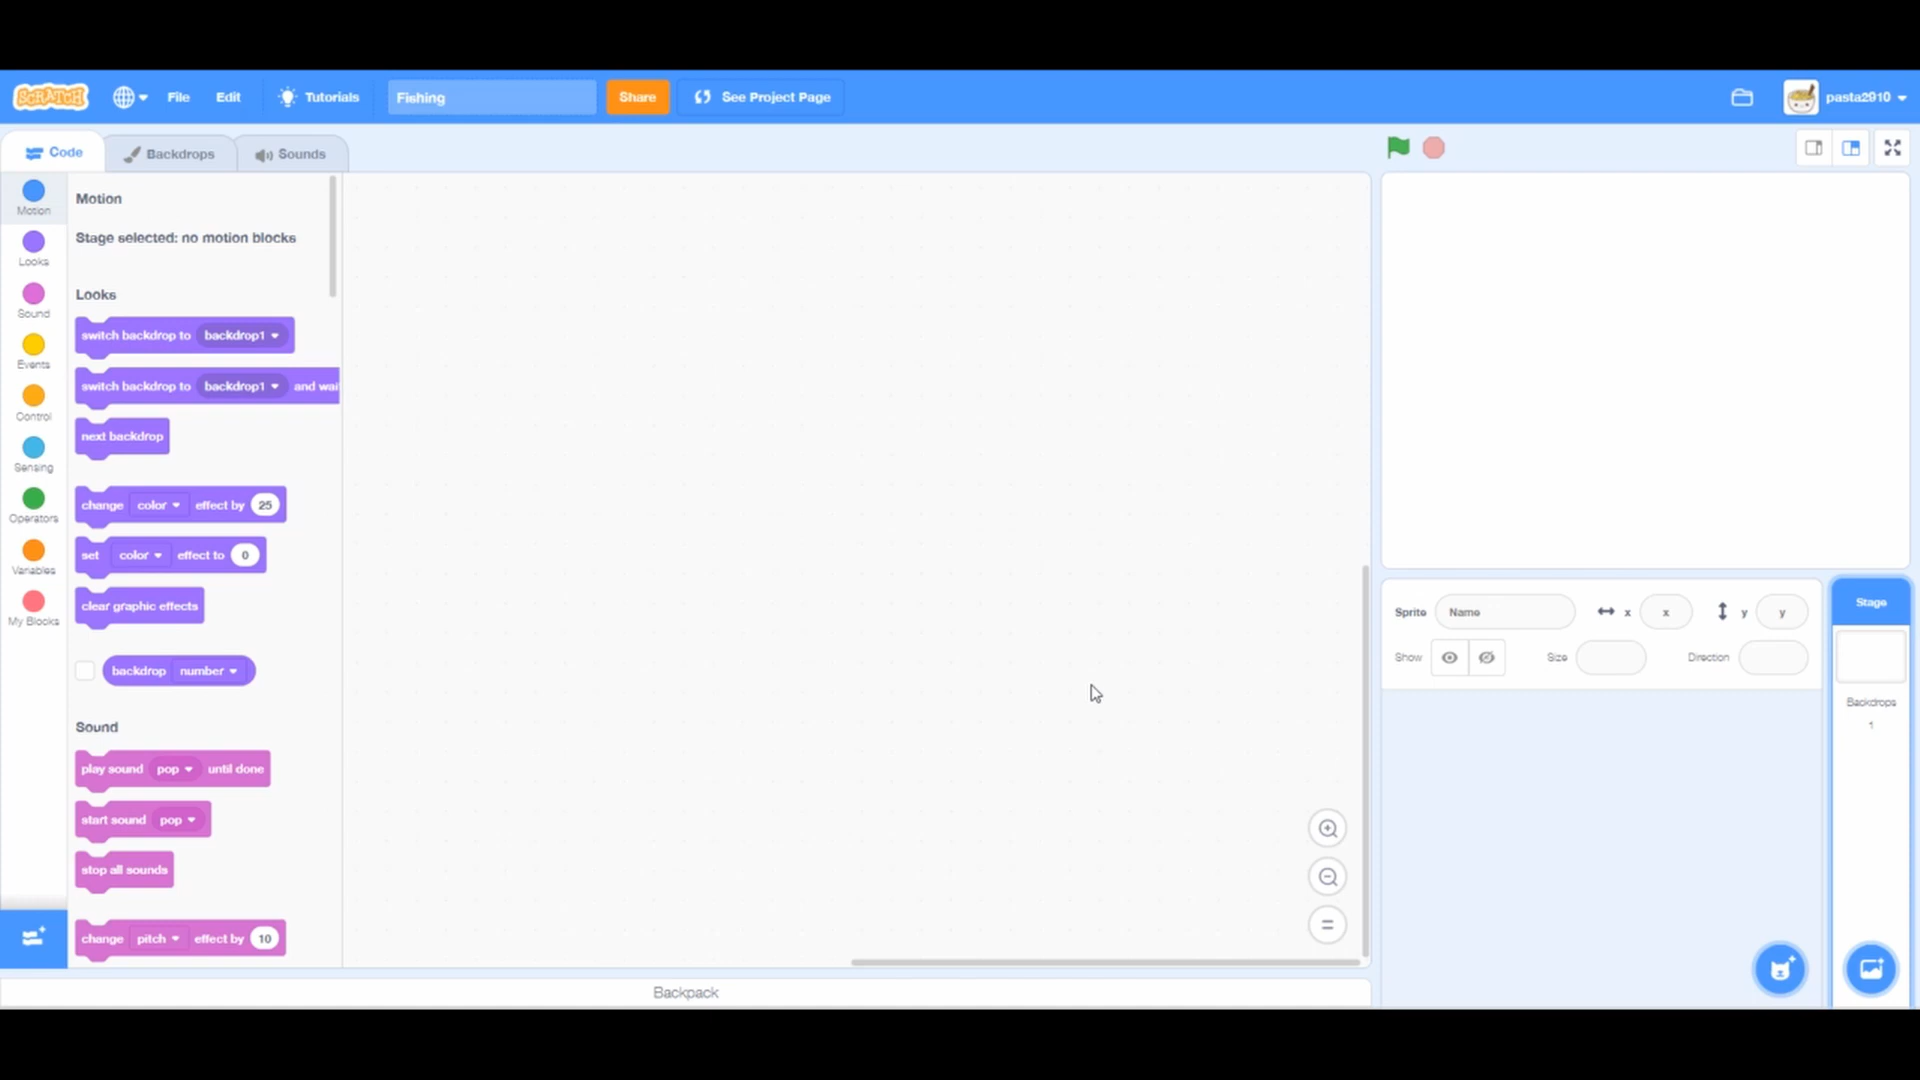 SCRATCH
File
Edit
Tutorials
Fishing
Share
See Project Page
pasta2910
Code
Backdrops
Sounds
Motion
Looks
Sound
Events
Control
Sensing
Operators
Variables
My Blocks
Motion
Stage selected: no motion blocks
Looks
switch backdrop to backdrop1
switch backdrop to backdrop1 and wai
next backdrop
change color effect by 25
set color effect to 0
clear graphic effects
backdrop number
Sound
play sound pop until done
start sound pop
stop all sounds
change pitch effect by 10
Backpack
Sprite Name x x y y
Show Size Direction
Stage
Backdrops
1